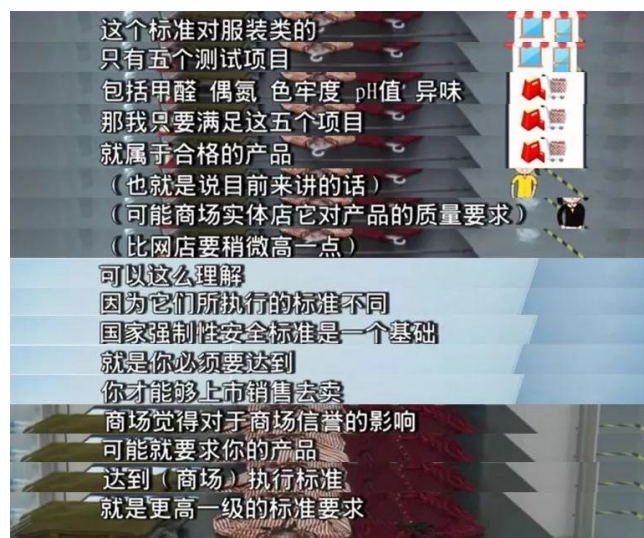 这个标准对服装类的
只有五个测试项目
包括甲醛 偶氮 色牢度 pH值 异味
那我只要满足这五个项目
就属于合格的产品
（也就是说目前来讲的话）
（可能商场实体店它对产品的质量要求）
（比网店要稍微高一点）
可以这么理解
因为它们所执行的标准不同
国家强制性安全标准是一个基础
就是你必须要达到
你才能够上市销售去卖
商场觉得对于商场信誉的影响
可能就要求你的产品
达到（商场）执行标准
就是更高一级的标准要求